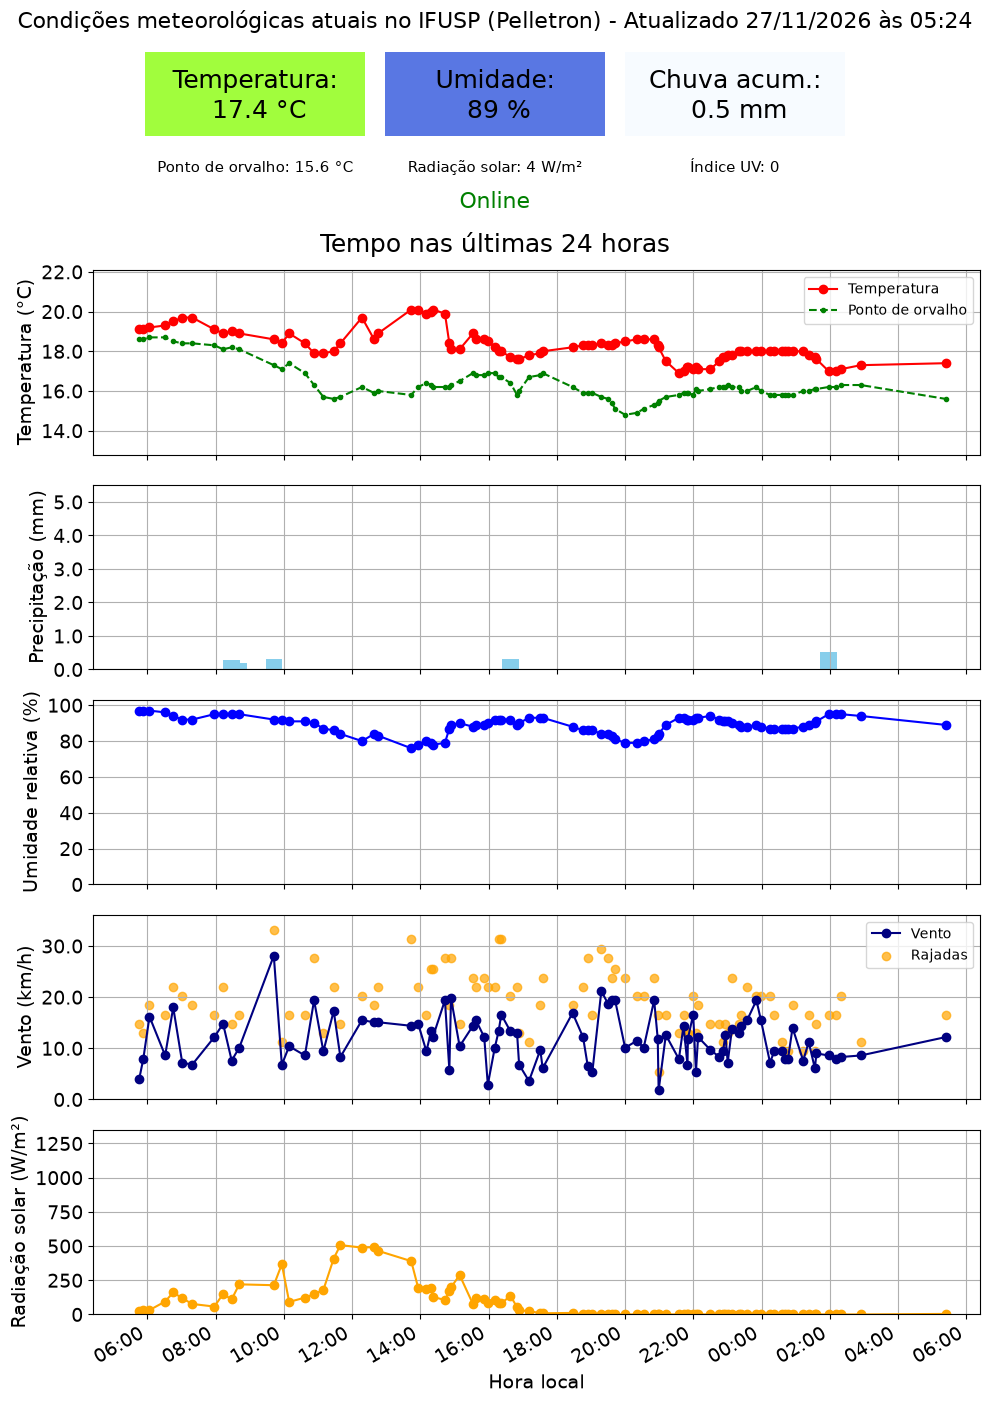 Condições meteorológicas atuais no IFUSP (Pelletron) - Atualizado 27/11/2026 às 05:24
Temperatura:
17.4 °C
Umidade:
89 %
Chuva acum.:
0.5 mm
Ponto de orvalho: 15.6 °C
Radiação solar: 4 W/m²
Índice UV: 0
Online
Tempo nas últimas 24 horas
Temperatura (°C)
22.0
20.0
18.0
16.0
14.0
Temperatura
Ponto de orvalho
Precipitação (mm)
5.0
4.0
3.0
2.0
1.0
0.0
Umidade relativa (%)
100
80
60
40
20
0
Vento (km/h)
30.0
20.0
10.0
0.0
Vento
Rajadas
Radiação solar (W/m²)
1250
1000
750
500
250
0
06:00
08:00
10:00
12:00
14:00
16:00
18:00
20:00
22:00
00:00
02:00
04:00
06:00
Hora local